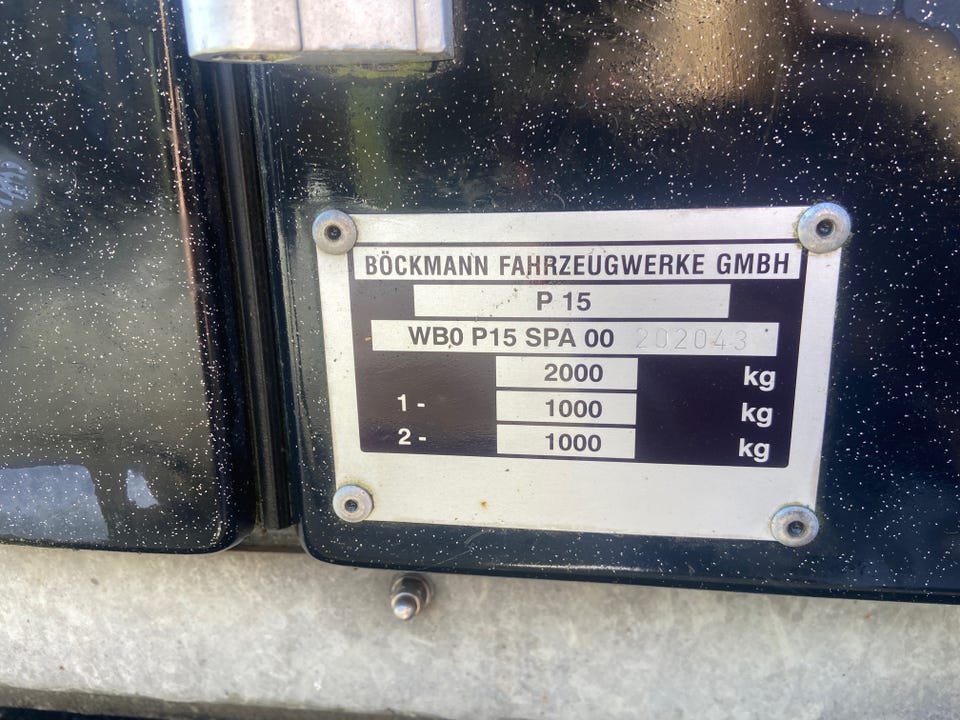 BÖCKMANN FAHRZEUGWERKE GMBH
P 15
WB0 P15 SPA 00 202043
2000 kg
1- 1000 kg
2- 1000 kg